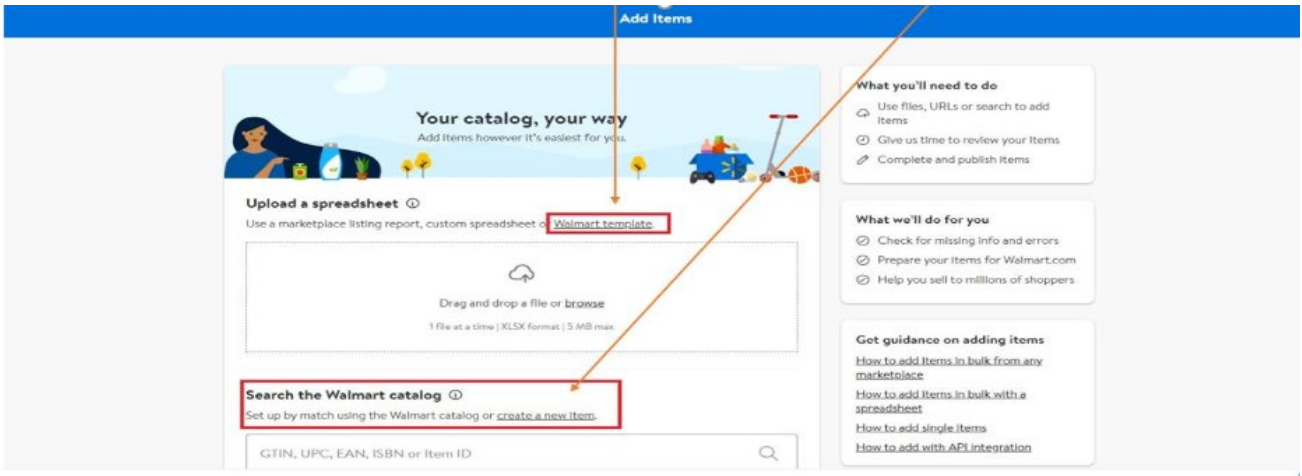 Add Items
Your catalog, your way
Add items however it's easiest for you.
Upload a spreadsheet
Use a marketplace listing report, custom spreadsheet or Walmart template.
Drag and drop a file or browse
1 file at a time | XLSX format | 5 MB max
Search the Walmart catalog
Set up by match using the Walmart catalog or create a new item.
GTIN, UPC, EAN, ISBN or Item ID
What you'll need to do
Use files, URLs or search to add
items
Give us time to review your items
Complete and publish items
What we'll do for you
Check for missing info and errors
Prepare your items for Walmart.com
Help you sell to millions of shoppers
Get guidance on adding items
How to add items in bulk from any
marketplace
How to add items in bulk with a
spreadsheet
How to add single items
How to add with API integration